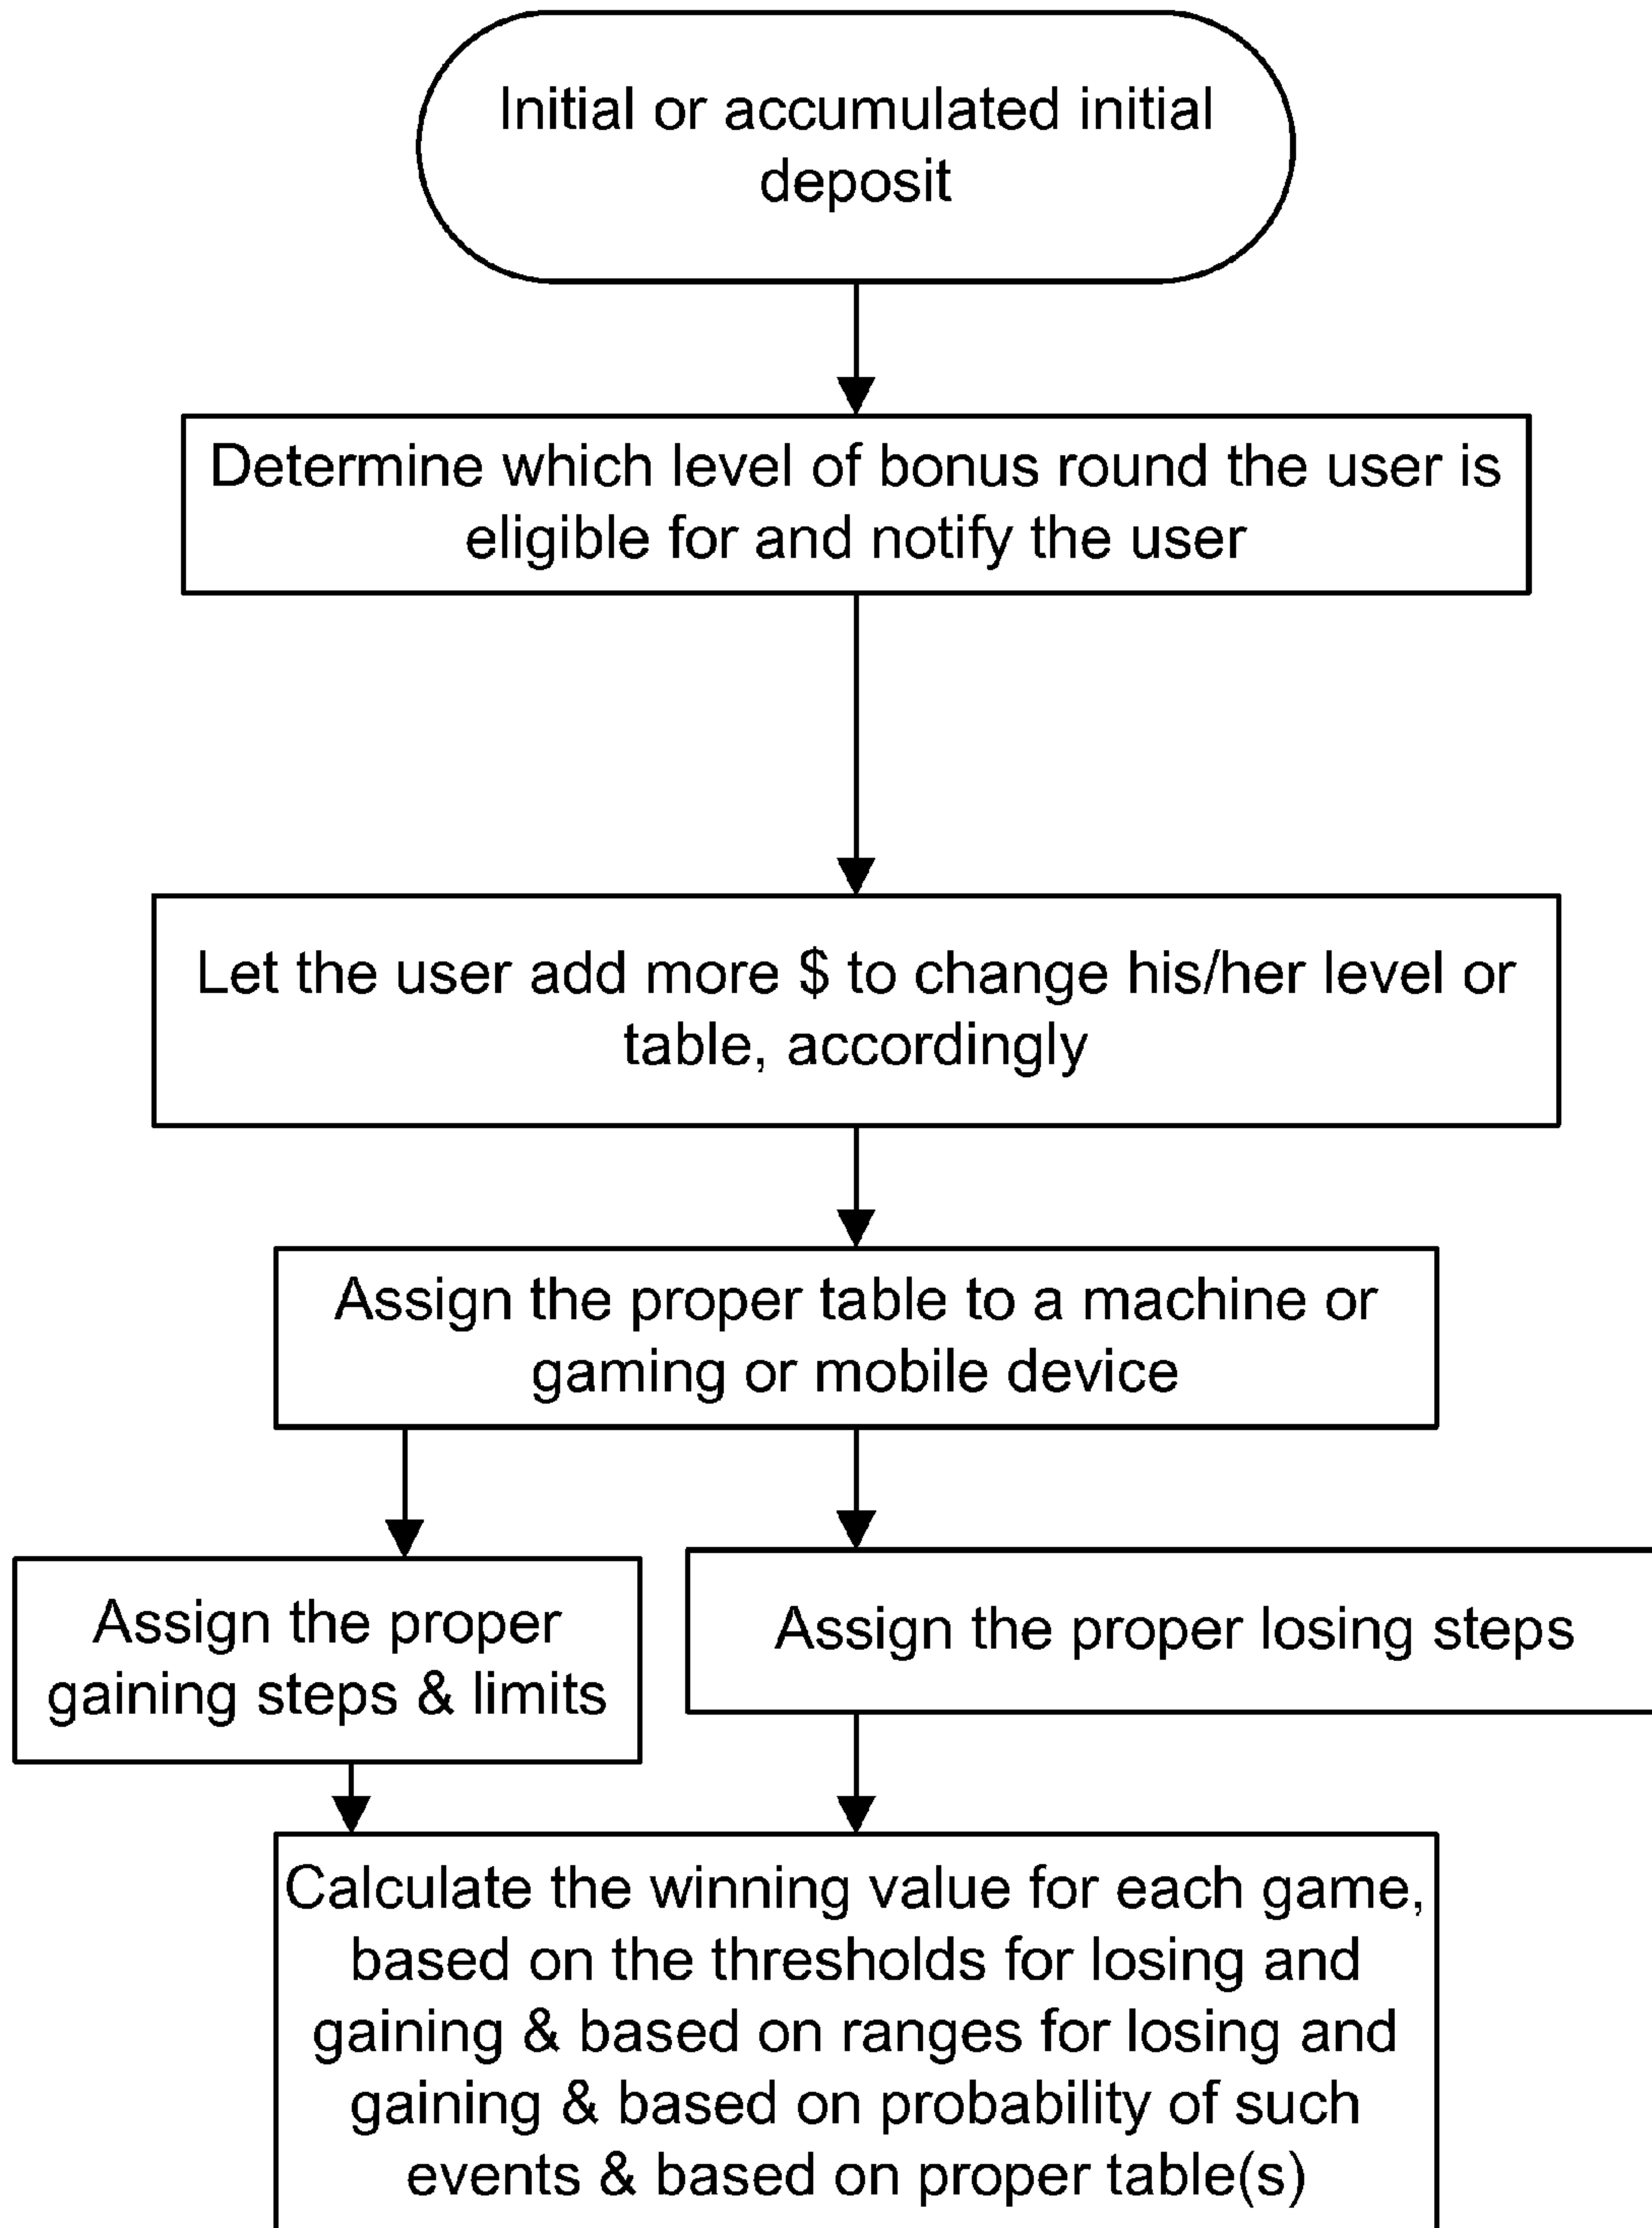 Initial or accumulated initial
deposit
Determine which level of bonus round the user is
eligible for and notify the user
Let the user add more $ to change his/her level or
table, accordingly
Assign the proper table to a machine or
gaming or mobile device
Assign the proper
gaining steps & limits
Assign the proper losing steps
Calculate the winning value for each game,
based on the thresholds for losing and
gaining & based on ranges for losing and
gaining & based on probability of such
events & based on proper table(s)